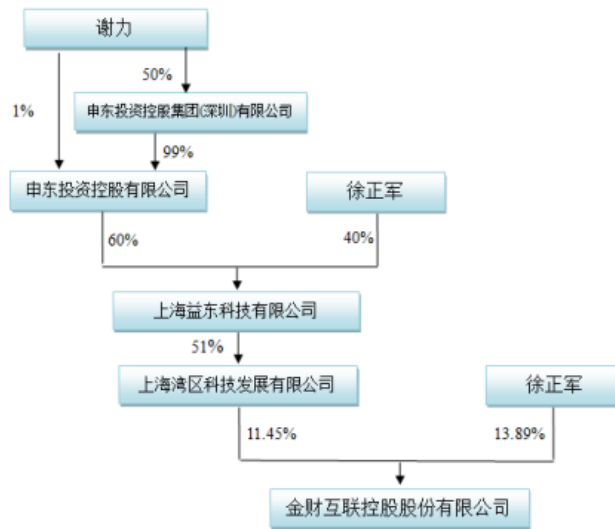 谢力
50%
1%
申东投资控股集团(深圳)有限公司
99%
申东投资控股有限公司
徐正军
60%
40%
上海益东科技有限公司
51%
上海湾区科技发展有限公司
徐正军
11.45%
13.89%
金财互联控股股份有限公司